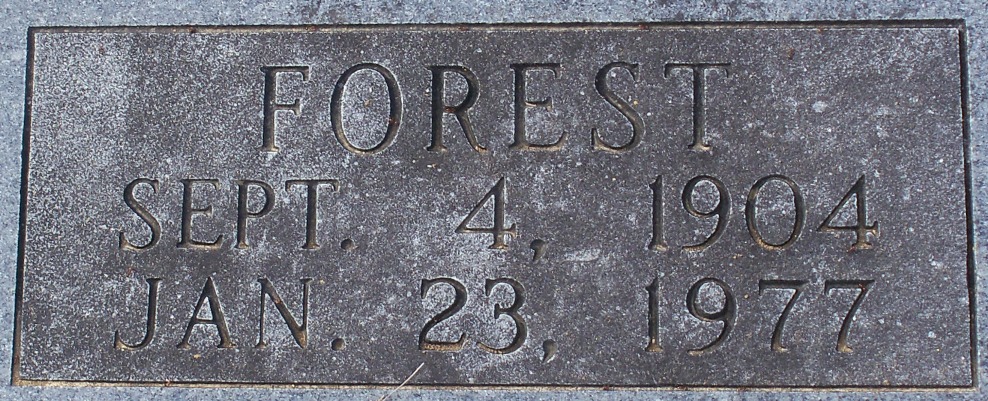 FOREST
SEPT. 4, 1904
JAN. 23, 1977